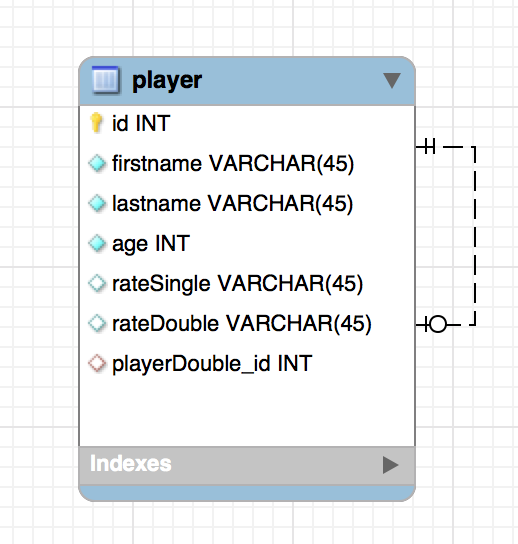 player
id INT
firstname VARCHAR(45)
lastname VARCHAR(45)
age INT
rateSingle VARCHAR(45)
rateDouble VARCHAR(45)
playerDouble_id INT
Indexes